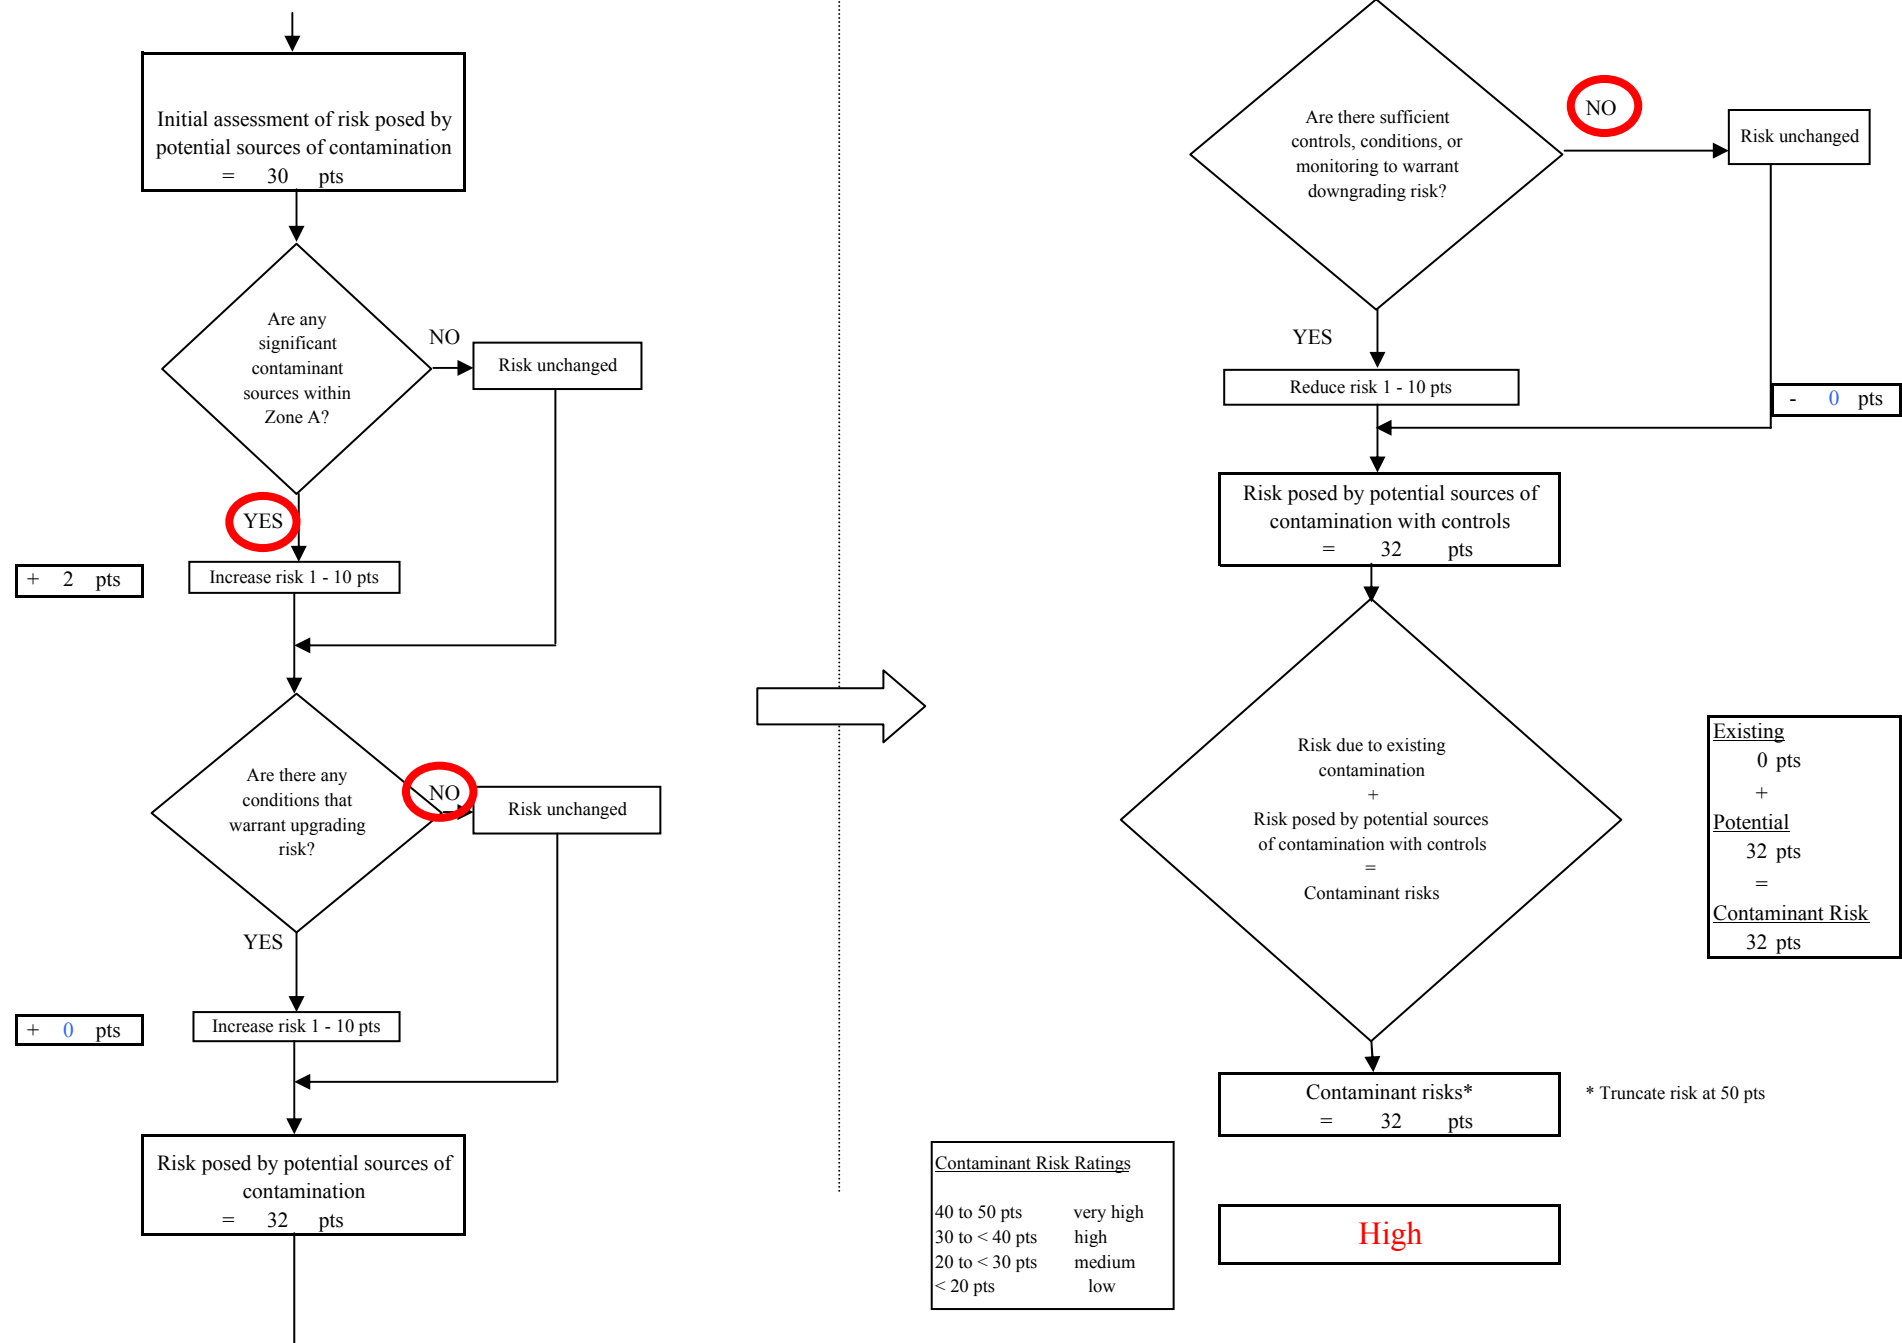 Initial assessment of risk posed by
potential sources of contamination
= 30 pts
Are any
significant
contaminant
sources within
Zone A?
NO
Risk unchanged
YES
+ 2 pts
Increase risk 1 - 10 pts
Are there any
conditions that
warrant upgrading
risk?
NO
Risk unchanged
YES
+ 0 pts
Increase risk 1 - 10 pts
Risk posed by potential sources of
contamination
= 32 pts
Are there sufficient
controls, conditions, or
monitoring to warrant
downgrading risk?
NO
Risk unchanged
YES
Reduce risk 1 - 10 pts
- 0 pts
Risk posed by potential sources of
contamination with controls
= 32 pts
Risk due to existing
contamination
+
Risk posed by potential sources
of contamination with controls
=
Contaminant risks
Existing
0 pts
+
Potential
32 pts
=
Contaminant Risk
32 pts
Contaminant risks*
= 32 pts
* Truncate risk at 50 pts
Contaminant Risk Ratings
40 to 50 pts very high
30 to < 40 pts high
20 to < 30 pts medium
< 20 pts low
High